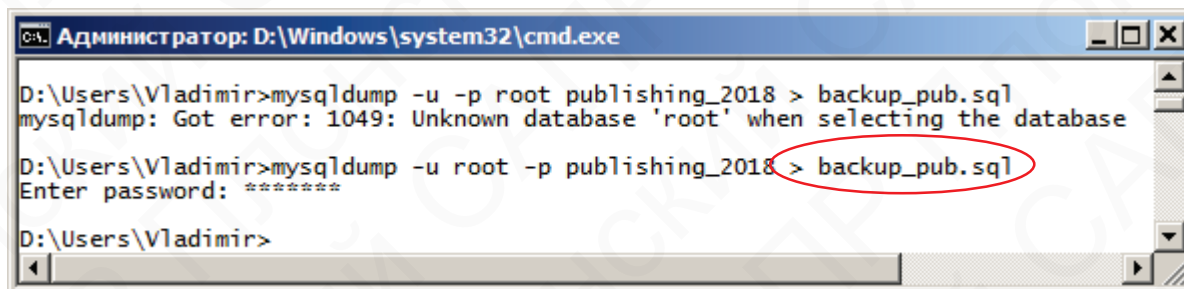 Администратор: D:\Windows\system32\cmd.exe
D:\Users\Vladimir>mysqldump -u -p root publishing_2018 > backup_pub.sql
mysqldump: Got error: 1049: Unknown database 'root' when selecting the database
D:\Users\Vladimir>mysqldump -u root -p publishing_2018 > backup_pub.sql
Enter password: *******
D:\Users\Vladimir>